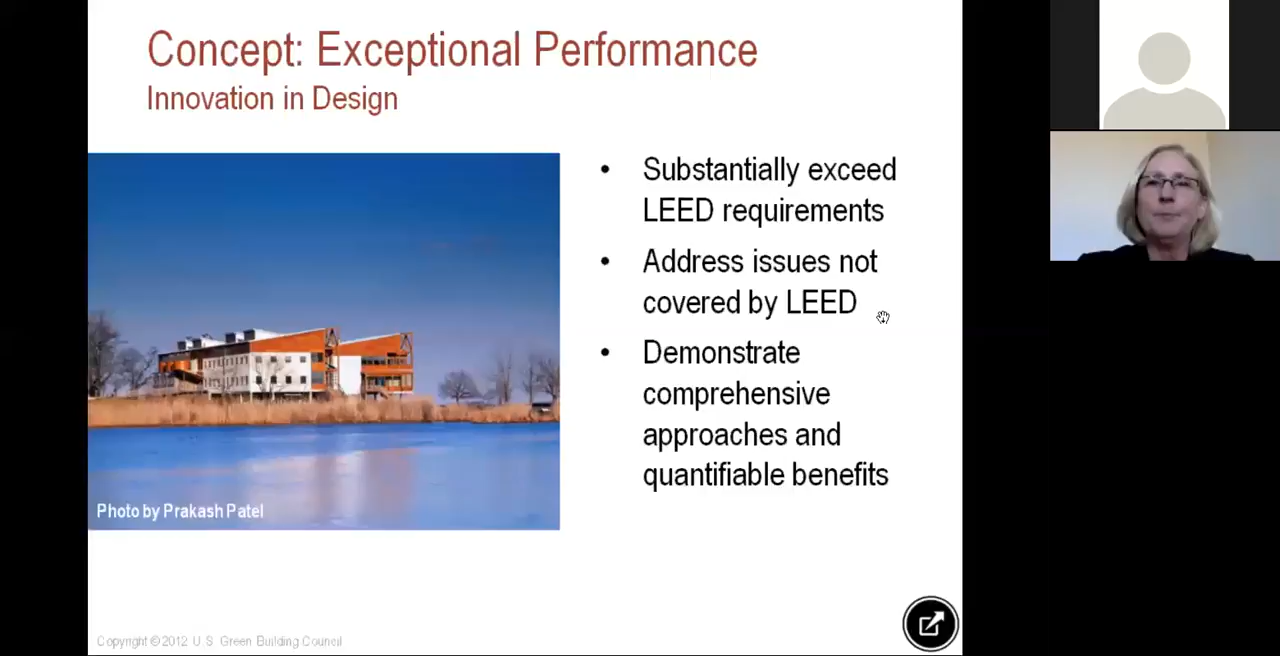 Concept: Exceptional Performance
Innovation in Design
• Substantially exceed
LEED requirements
• Address issues not
covered by LEED
• Demonstrate
comprehensive
approaches and
quantifiable benefits
Photo by Prakash Patel
Copyright © 2012 U.S. Green Building Council